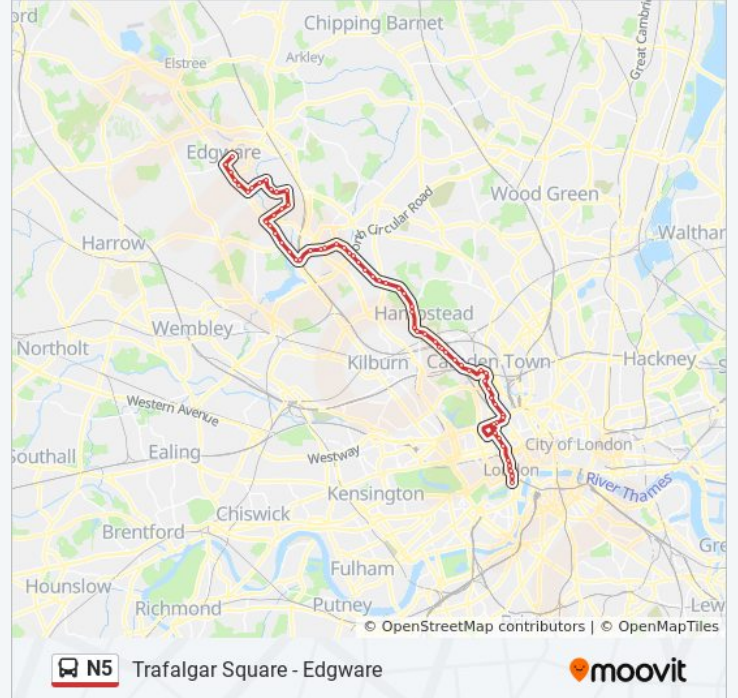 ord
Chipping Barnet
Great Cambri
Elstree
Arkley
Edgware
Wood Green
North Circular Road
Harrow
Waltham
Hampstead
Wembley
Northolt
Kilburn
Camden Town
Hackney
Western Avenue
City of London
Southall
Ealing
Westway
London
River Thames
Kensington
Chiswick
Brentford
Gre
Fulham
Hounslow
Putney
Richmond
Lew
© OpenStreetMap contributors | © OpenMapTiles
N5 Trafalgar Square - Edgware
moovit